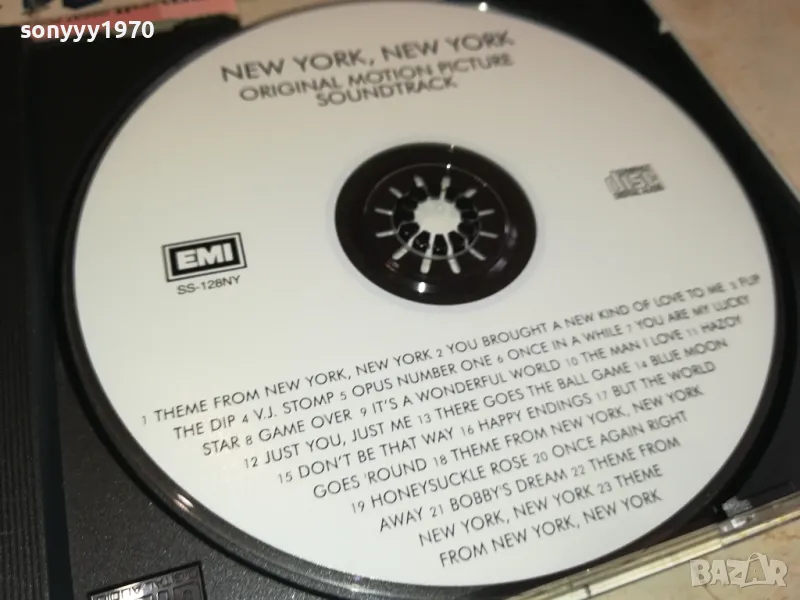 sonyyy1970
NEW YORK, NEW YORK
ORIGINAL MOTION PICTURE
SOUNDTRACK
disc
EMI
SS-128NY
1 THEME FROM NEW YORK, NEW YORK 2 YOU BROUGHT A NEW KIND OF LOVE TO ME 3 FLIP
THE DIP 4 V.J. STOMP 5 OPUS NUMBER ONE 6 ONCE IN A WHILE 7 YOU ARE MY LUCKY
STAR 8 GAME OVER 9 IT'S A WONDERFUL WORLD 10 THE MAN I LOVE 11 HAZOY
12 JUST YOU, JUST ME 13 THERE GOES THE BALL GAME 14 BLUE MOON
15 DON'T BE THAT WAY 16 HAPPY ENDINGS 17 BUT THE WORLD
GOES 'ROUND 18 THEME FROM NEW YORK, NEW YORK
19 HONEYSUCKLE ROSE 20 ONCE AGAIN RIGHT
AWAY 21 BOBBY'S DREAM 22 THEME FROM
NEW YORK, NEW YORK 23 THEME
FROM NEW YORK, NEW YORK
BAZAR